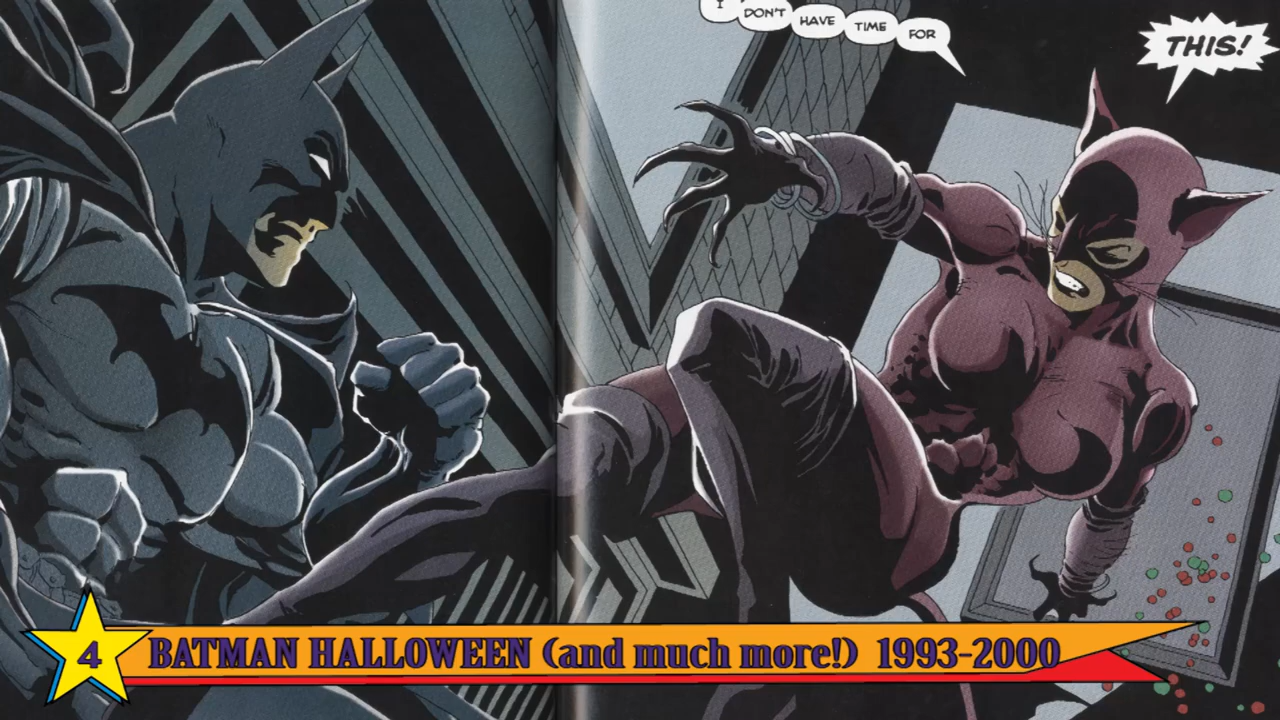 I DON'T HAVE TIME FOR
THIS!
4 BATMAN HALLOWEEN (and much more!) 1993-2000